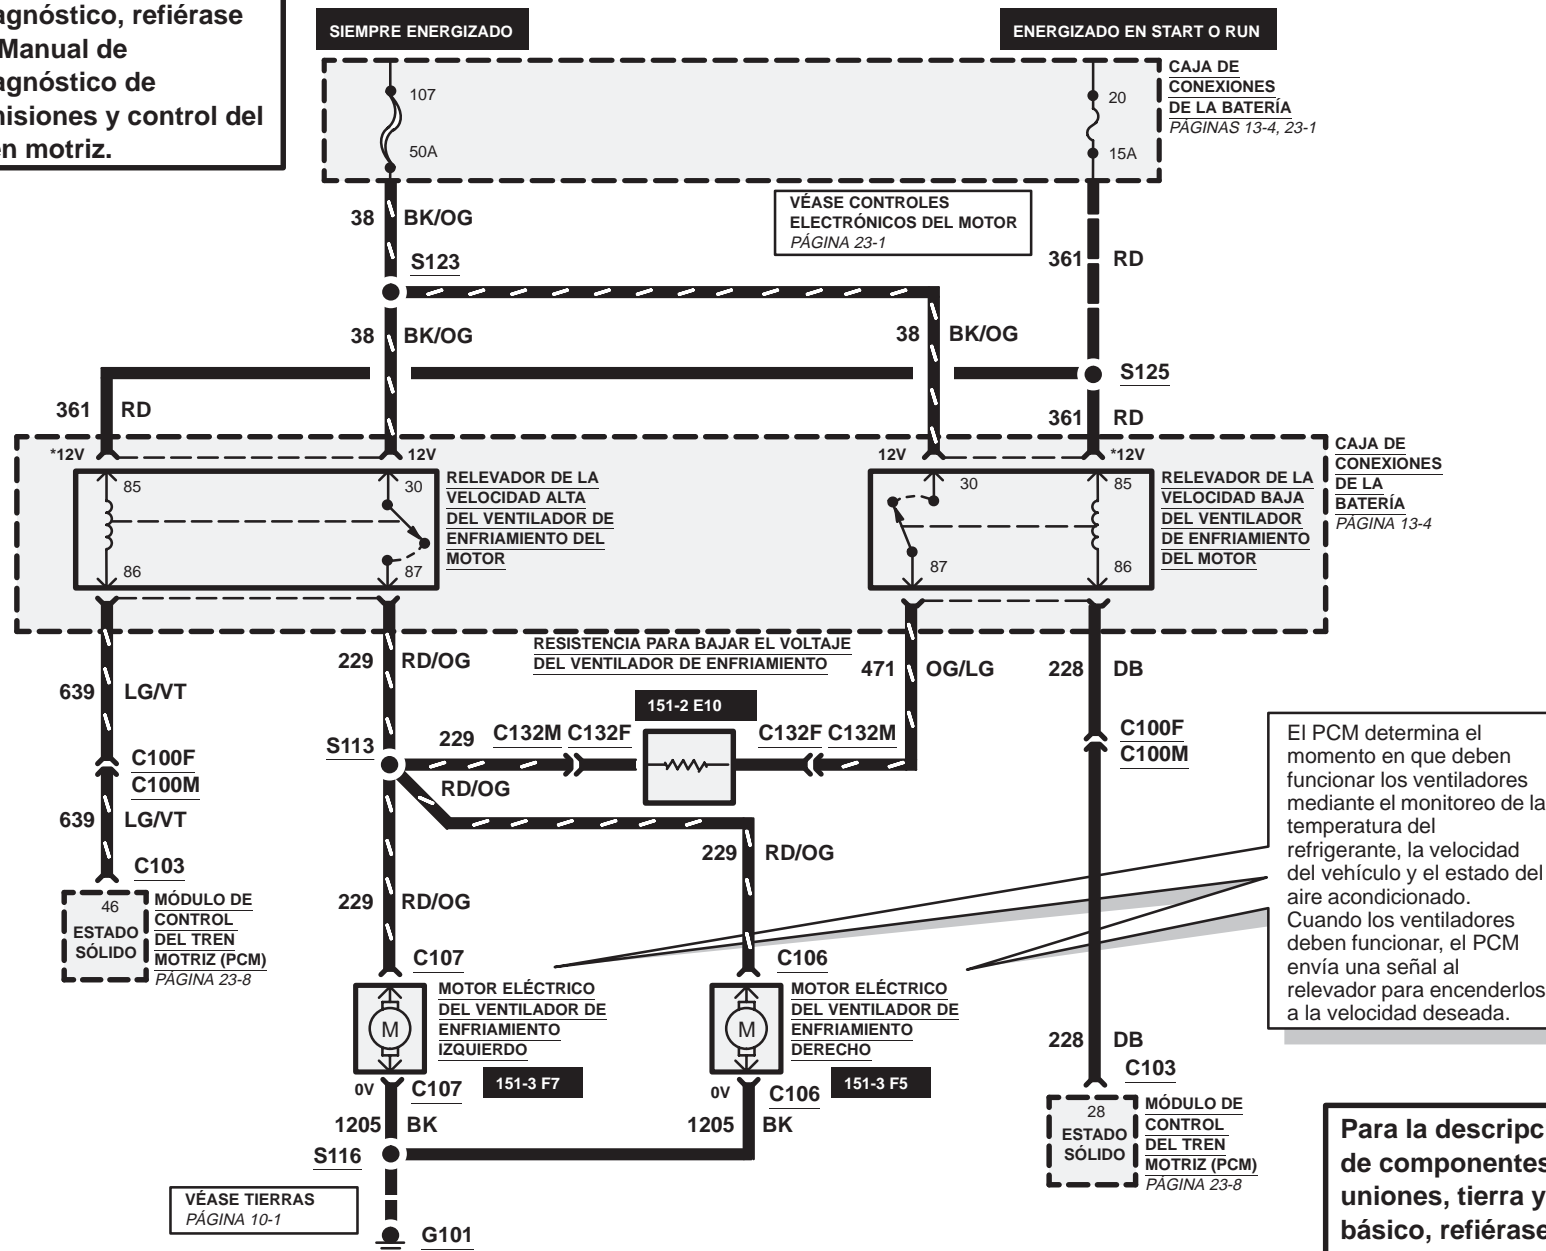 agnóstico, refiérase
Manual de
agnóstico de
misiones y control del
en motriz.
SIEMPRE ENERGIZADO
ENERGIZADO EN START O RUN
107
50A
20
15A
CAJA DE
CONEXIONES
DE LA BATERÍA
PÁGINAS 13-4, 23-1
VÉASE CONTROLES
ELECTRÓNICOS DEL MOTOR
PÁGINA 23-1
38 BK/OG
S123
361 RD
38 BK/OG
38 BK/OG
S125
361 RD
361 RD
*12V
12V
12V
*12V
CAJA DE
CONEXIONES
DE LA
BATERÍA
PÁGINA 13-4
85
30
86
87
RELEVADOR DE LA
VELOCIDAD ALTA
DEL VENTILADOR DE
ENFRIAMIENTO DEL
MOTOR
30
85
87
86
RELEVADOR DE LA
VELOCIDAD BAJA
DEL VENTILADOR
DE ENFRIAMIENTO
DEL MOTOR
229 RD/OG
RESISTENCIA PARA BAJAR EL VOLTAJE
DEL VENTILADOR DE ENFRIAMIENTO
471 OG/LG
228 DB
639 LG/VT
151-2 E10
S113
229
C132M C132F
C132F C132M
RD/OG
C100F
C100M
C100F
C100M
639 LG/VT
229 RD/OG
C103
46
ESTADO
SÓLIDO
MÓDULO DE
CONTROL
DEL TREN
MOTRIZ (PCM)
PÁGINA 23-8
229 RD/OG
El PCM determina el
momento en que deben
funcionar los ventiladores
mediante el monitoreo de la
temperatura del
refrigerante, la velocidad
del vehículo y el estado del
aire acondicionado.
Cuando los ventiladores
deben funcionar, el PCM
envía una señal al
relevador para encenderlos
a la velocidad deseada.
C107
M
MOTOR ELÉCTRICO
DEL VENTILADOR DE
ENFRIAMIENTO
IZQUIERDO
0V
C107
151-3 F7
C106
M
MOTOR ELÉCTRICO
DEL VENTILADOR DE
ENFRIAMIENTO
DERECHO
0V
C106
151-3 F5
1205 BK
1205 BK
228 DB
C103
28
ESTADO
SÓLIDO
MÓDULO DE
CONTROL
DEL TREN
MOTRIZ (PCM)
PÁGINA 23-8
S116
VÉASE TIERRAS
PÁGINA 10-1
G101
Para la descripc
de componentes
uniones, tierra y
básico, refiérase